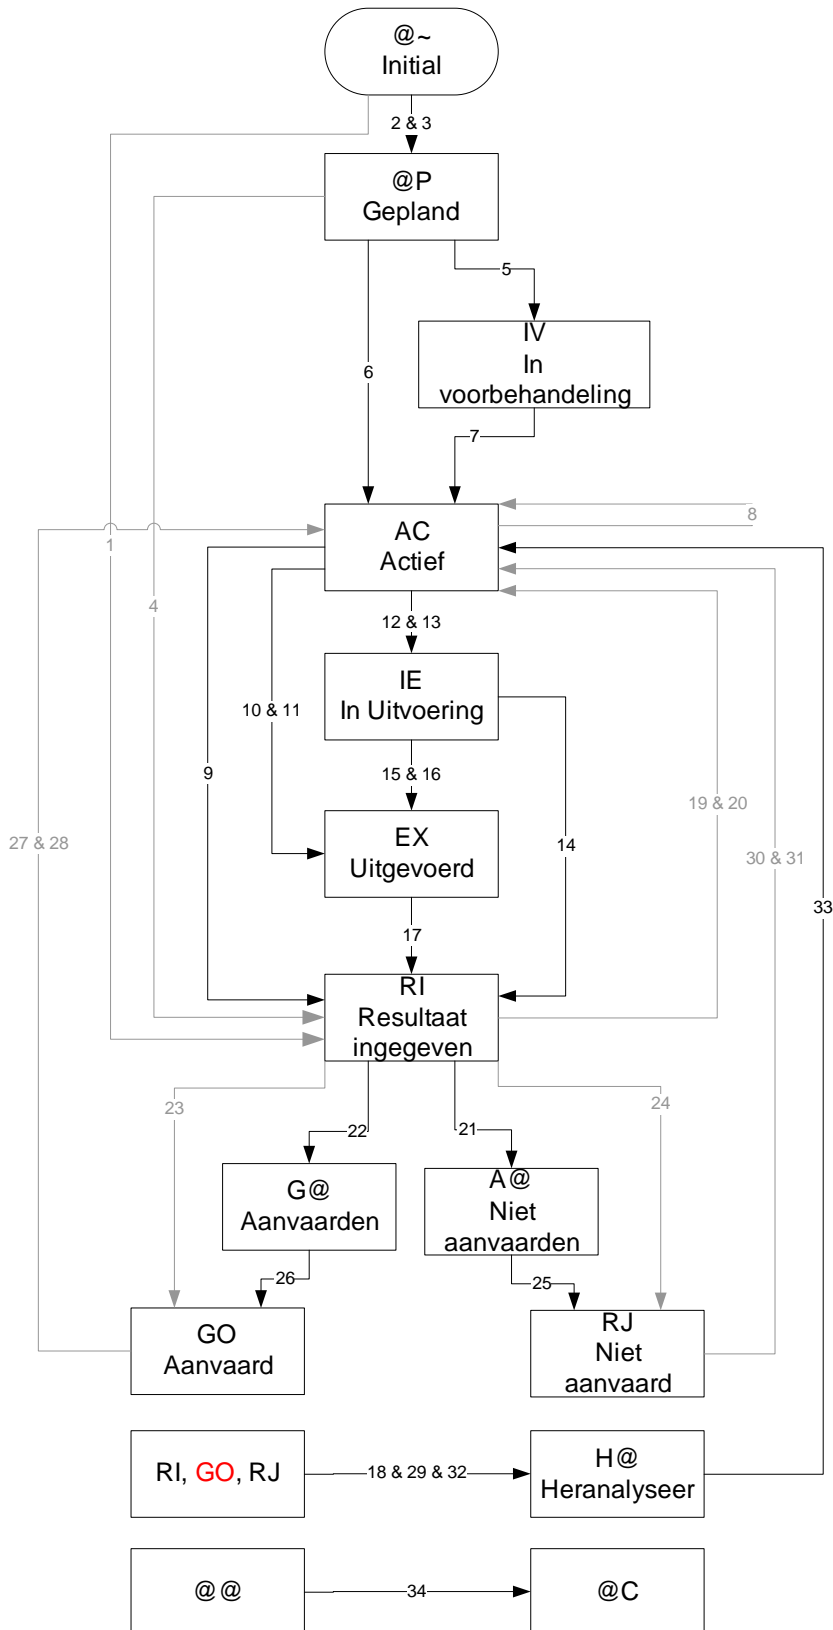 @~
Initial
2 & 3
@P
Gepland
5
IV
In
voorbehandeling
6
7
8
AC
Actief
1
4
12 & 13
IE
In Uitvoering
10 & 11
9
15 & 16
19 & 20
EX
Uitgevoerd
27 & 28
14
30 & 31
33
17
RI
Resultaat
ingegeven
23
24
22
21
G@
Aanvaarden
A@
Niet
aanvaarden
26
25
GO
Aanvaard
RJ
Niet
aanvaard
RI, GO, RJ
18 & 29 & 32
H@
Heranalyseer
@@
34
@C